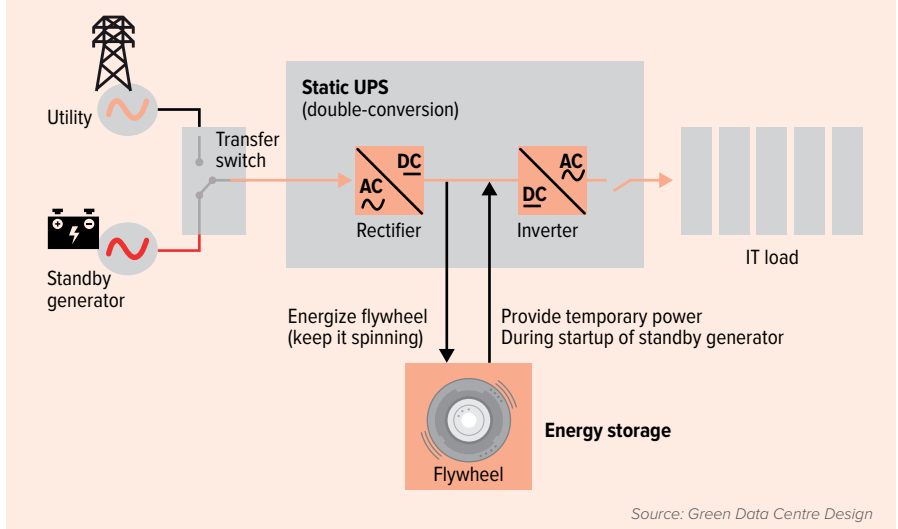 Static UPS
(double-conversion)
Utility
Transfer
switch
DC
AC
Rectifier
AC
DC
Inverter
IT load
Standby
generator
Energize flywheel
(keep it spinning)
Provide temporary power
During startup of standby generator
Energy storage
Flywheel
Source: Green Data Centre Design